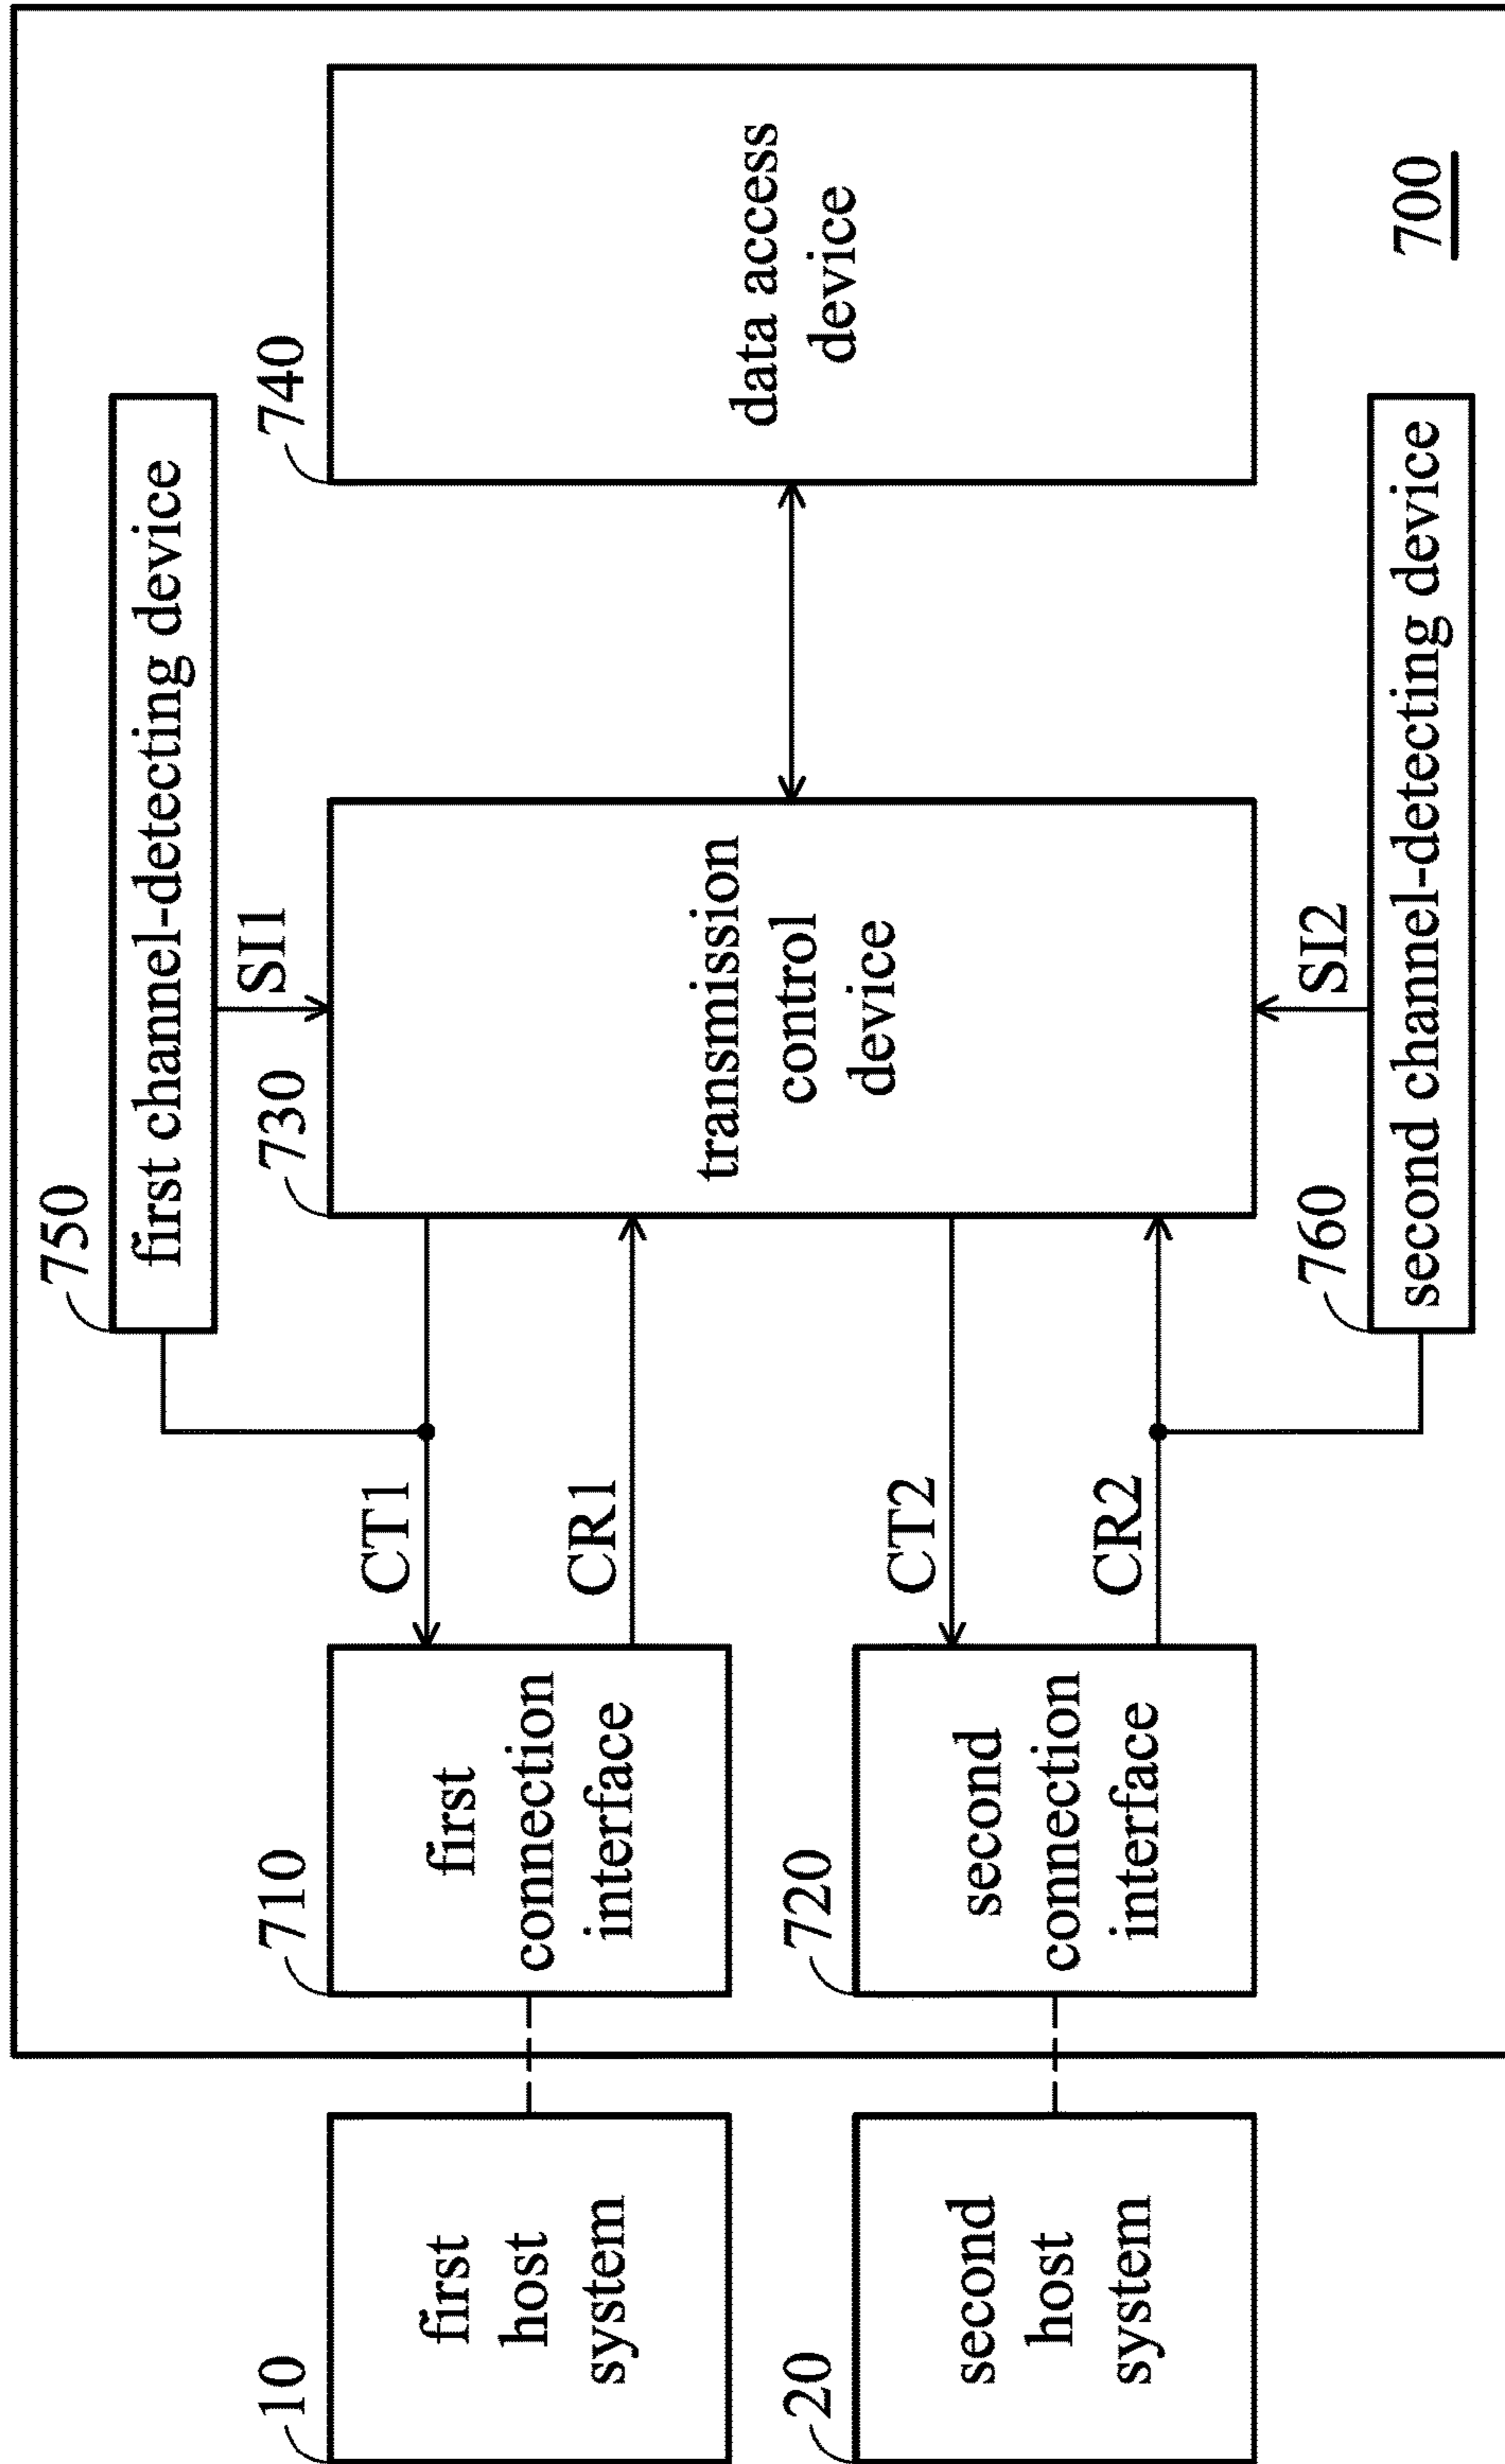 10
first
host
system
20
second
host
system
710
first
connection
interface
720
second
connection
interface
CT1
CR1
CT2
CR2
750
first channel-detecting device
SI1
730
transmission
control
device
SI2
760
second channel-detecting device
740
data access
device
700